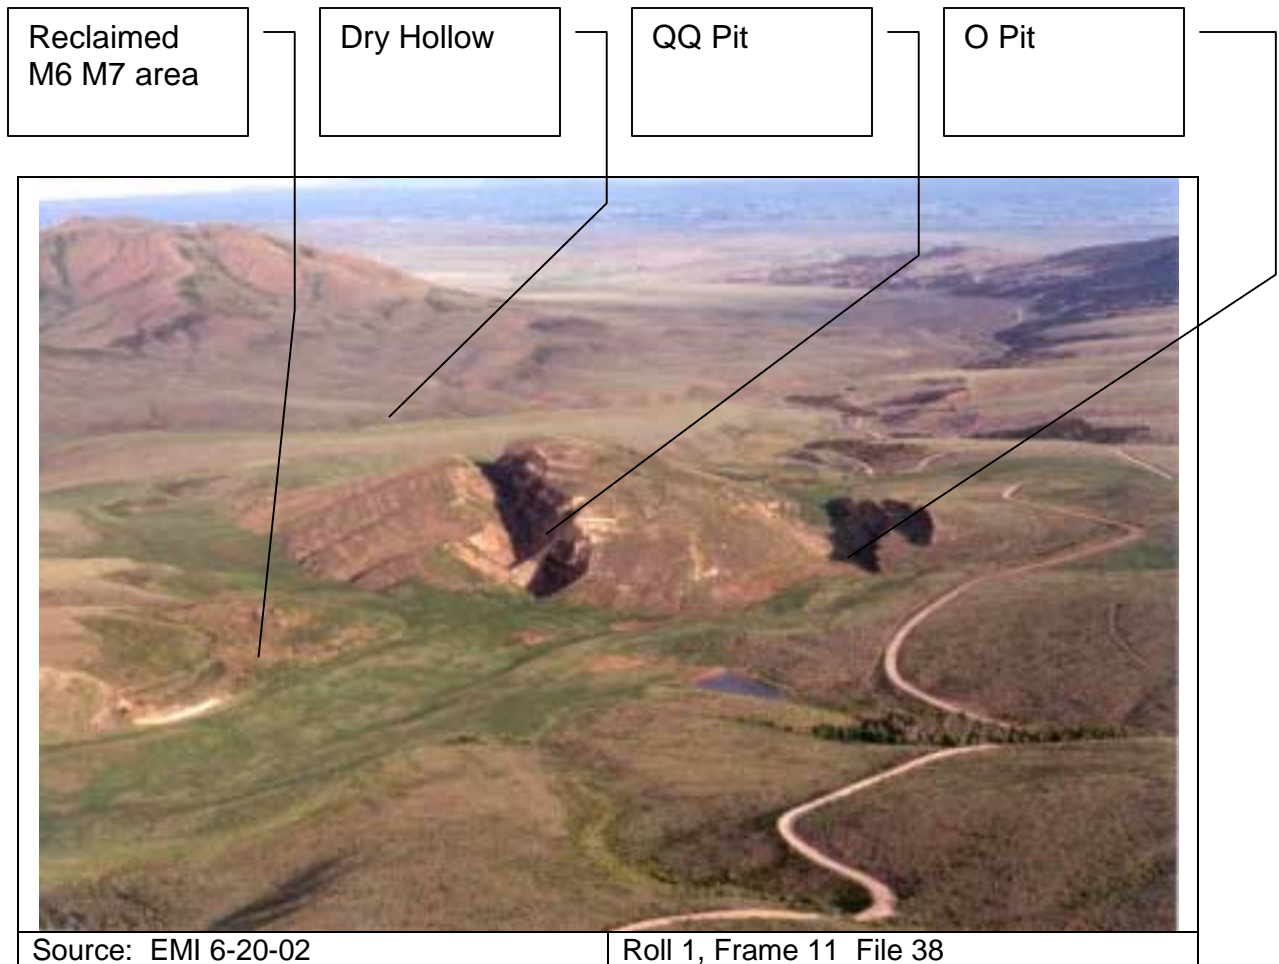 Reclaimed
M6 M7 area
Dry Hollow
QQ Pit
O Pit
Source: EMI 6-20-02
Roll 1, Frame 11 File 38